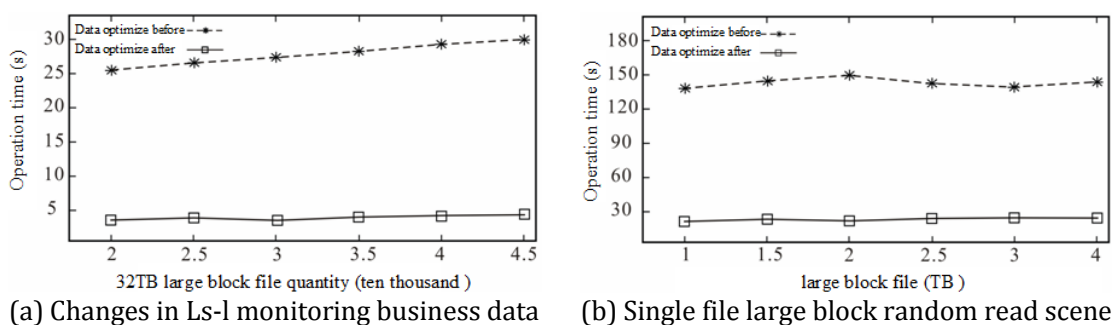 Data optimize before
Data optimize after
Operation time (s)
30
25
20
15
10
5
2 2.5 3 3.5 4 4.5
32TB large block file quantity (ten thousand )
(a) Changes in Ls-l monitoring business data
Data optimize before
Data optimize after
Operation time (s)
180
150
120
90
60
30
1 1.5 2 2.5 3 4
large block file (TB )
(b) Single file large block random read scene